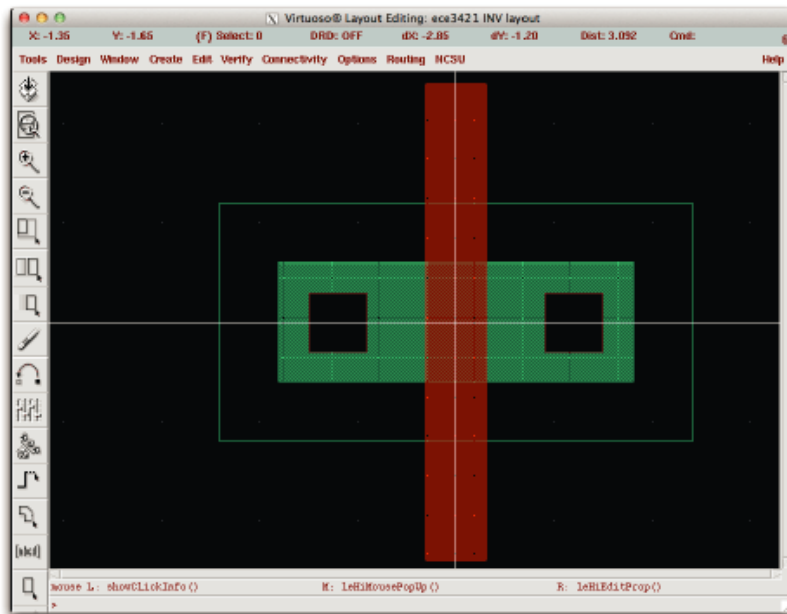 Virtuoso® Layout Editing: ece3421 INV layout
X: -1.35 Y: -1.65 (F) Select: 0 DRD: OFF dX: -2.85 dY: -1.20 Dist: 3.092 Cmd:
Tools Design Window Create Edit Verify Connectivity Options Routing NCSU Help
[abcd]
mouse L: showClickInfo() M: leHiMousePopUp() R: leHiEditProp()
>